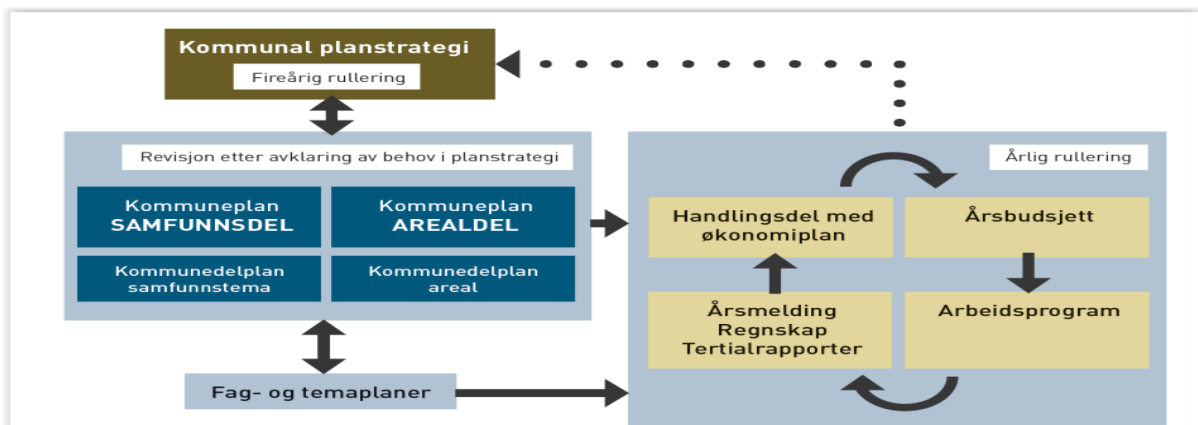 Kommunal planstrategi
Fireårig rullering
Revisjon etter avklaring av behov i planstrategi
Kommuneplan
SAMFUNNSDEL
Kommuneplan
AREALDEL
Kommunedelplan
samfunnstema
Kommunedelplan
areal
Fag- og temaplaner
Årlig rullering
Handlingsdel med
økonomiplan
Årsbudsjett
Årsmelding
Regnskap
Tertialrapporter
Arbeidsprogram